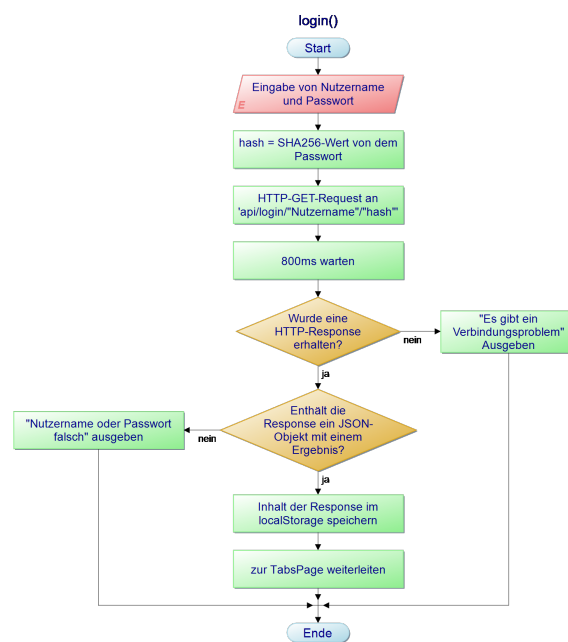 login()
Start
Eingabe von Nutzername
und Passwort
E
hash = SHA256-Wert von dem
Passwort
HTTP-GET-Request an
'api/login/"Nutzername"/"hash"'
800ms warten
Wurde eine
HTTP-Response
erhalten?
nein
"Es gibt ein
Verbindungsproblem"
Ausgeben
ja
Enthält die
Response ein JSON-
Objekt mit einem
Ergebnis?
nein
"Nutzername oder Passwort
falsch" ausgeben
ja
Inhalt der Response im
localStorage speichern
zur TabsPage weiterleiten
Ende